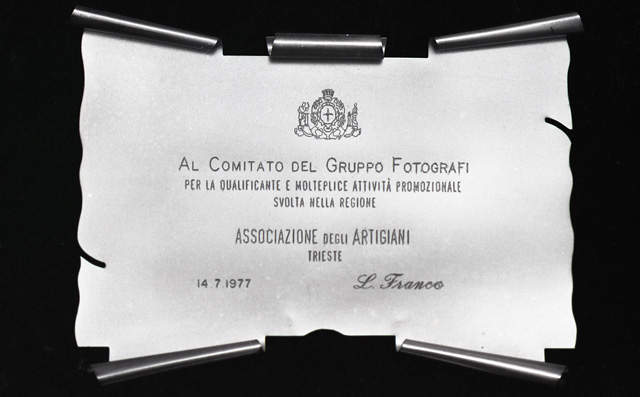 AL COMITATO DEL GRUPPO FOTOGRAFI
PER LA QUALIFICANTE E MOLTEPLICE ATTIVITÀ PROMOZIONALE
SVOLTA NELLA REGIONE
ASSOCIAZIONE DEGLI ARTIGIANI
TRIESTE
14.7.1977 L. Franco